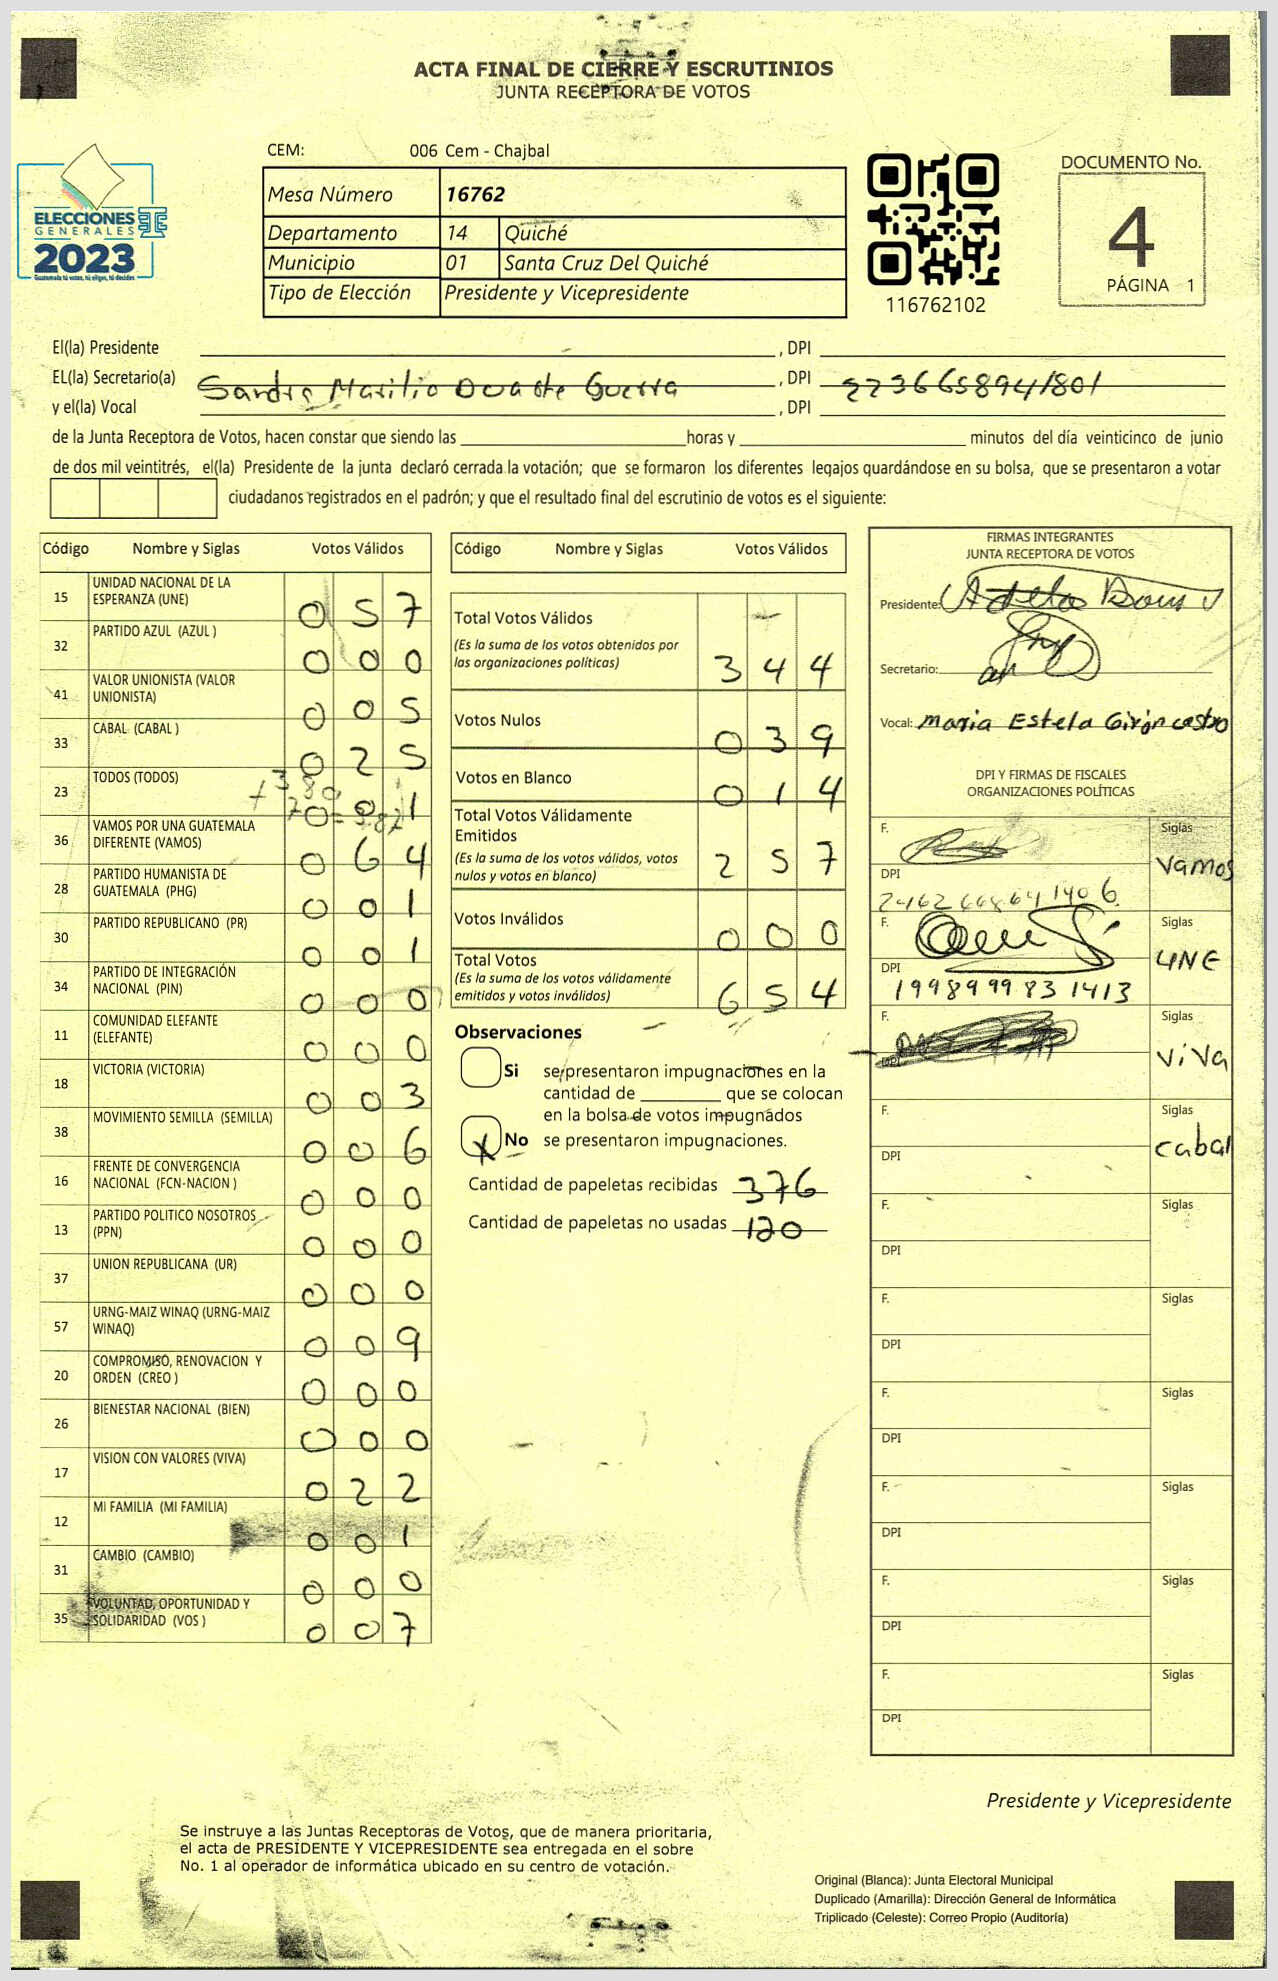 ACTA FINAL DE CIERRE Y ESCRUTINIOS
JUNTA RECEPTORA DE VOTOS
CEM: 006 Cem - Chajbal
Mesa Número 16762
Departamento 14 Quiché
Municipio 01 Santa Cruz Del Quiché
Tipo de Elección Presidente y Vicepresidente
ELECCIONES
GENERALES
2023
Guatemala tú votas, tú eliges, tú decides
116762102
DOCUMENTO No.
4
PÁGINA 1
El(la) Presidente , DPI
EL(la) Secretario(a) Sandra Marilia Duarte Guerra , DPI 2236658941801
y el(la) Vocal , DPI
de la Junta Receptora de Votos, hacen constar que siendo las horas y minutos del día veinticinco de junio
de dos mil veintitrés, el(la) Presidente de la junta declaró cerrada la votación; que se formaron los diferentes legajos guardándose en su bolsa, que se presentaron a votar
ciudadanos registrados en el padrón; y que el resultado final del escrutinio de votos es el siguiente:
Código Nombre y Siglas Votos Válidos
15 UNIDAD NACIONAL DE LA ESPERANZA (UNE) 0 5 7
32 PARTIDO AZUL (AZUL ) 0 0 0
41 VALOR UNIONISTA (VALOR UNIONISTA) 0 0 5
33 CABAL (CABAL ) 0 2 5
23 TODOS (TODOS) 0 0 1
36 VAMOS POR UNA GUATEMALA DIFERENTE (VAMOS) 0 6 4
28 PARTIDO HUMANISTA DE GUATEMALA (PHG) 0 0 1
30 PARTIDO REPUBLICANO (PR) 0 0 1
34 PARTIDO DE INTEGRACIÓN NACIONAL (PIN) 0 0 0
11 COMUNIDAD ELEFANTE (ELEFANTE) 0 0 0
18 VICTORIA (VICTORIA) 0 0 3
38 MOVIMIENTO SEMILLA (SEMILLA) 0 0 6
16 FRENTE DE CONVERGENCIA NACIONAL (FCN-NACION ) 0 0 0
13 PARTIDO POLITICO NOSOTROS (PPN) 0 0 0
37 UNION REPUBLICANA (UR) 0 0 0
57 URNG-MAIZ WINAQ (URNG-MAIZ WINAQ) 0 0 9
20 COMPROMISO, RENOVACION Y ORDEN (CREO ) 0 0 0
26 BIENESTAR NACIONAL (BIEN) 0 0 0
17 VISION CON VALORES (VIVA) 0 2 2
12 MI FAMILIA (MI FAMILIA) 0 0 1
31 CAMBIO (CAMBIO) 0 0 0
35 VOLUNTAD, OPORTUNIDAD Y SOLIDARIDAD (VOS ) 0 0 7
Código Nombre y Siglas Votos Válidos
Total Votos Válidos
(Es la suma de los votos obtenidos por
las organizaciones políticas) 3 4 4
Votos Nulos 0 3 9
Votos en Blanco 0 1 4
Total Votos Válidamente
Emitidos
(Es la suma de los votos válidos, votos
nulos y votos en blanco) 2 5 7
Votos Inválidos 0 0 0
Total Votos
(Es la suma de los votos válidamente
emitidos y votos inválidos) 6 5 4
Observaciones
Si se presentaron impugnaciones en la
cantidad de que se colocan
en la bolsa de votos impugnados
X No se presentaron impugnaciones.
Cantidad de papeletas recibidas 376
Cantidad de papeletas no usadas 120
FIRMAS INTEGRANTES
JUNTA RECEPTORA DE VOTOS
Presidente:
Secretario:
Vocal: Maria Estela Girón castro
DPI Y FIRMAS DE FISCALES
ORGANIZACIONES POLÍTICAS
F. Siglas
Vamos
DPI
F. Siglas
UNE
DPI
1998999831413
F. Siglas
ViVa
DPI
F. Siglas
cabal
DPI
F. Siglas
DPI
F. Siglas
DPI
F. Siglas
DPI
F. Siglas
DPI
F. Siglas
DPI
F. Siglas
DPI
Presidente y Vicepresidente
Se instruye a las Juntas Receptoras de Votos, que de manera prioritaria,
el acta de PRESIDENTE Y VICEPRESIDENTE sea entregada en el sobre
No. 1 al operador de informática ubicado en su centro de votación.
Original (Blanca): Junta Electoral Municipal
Duplicado (Amarilla): Dirección General de Informática
Triplicado (Celeste): Correo Propio (Auditoría)